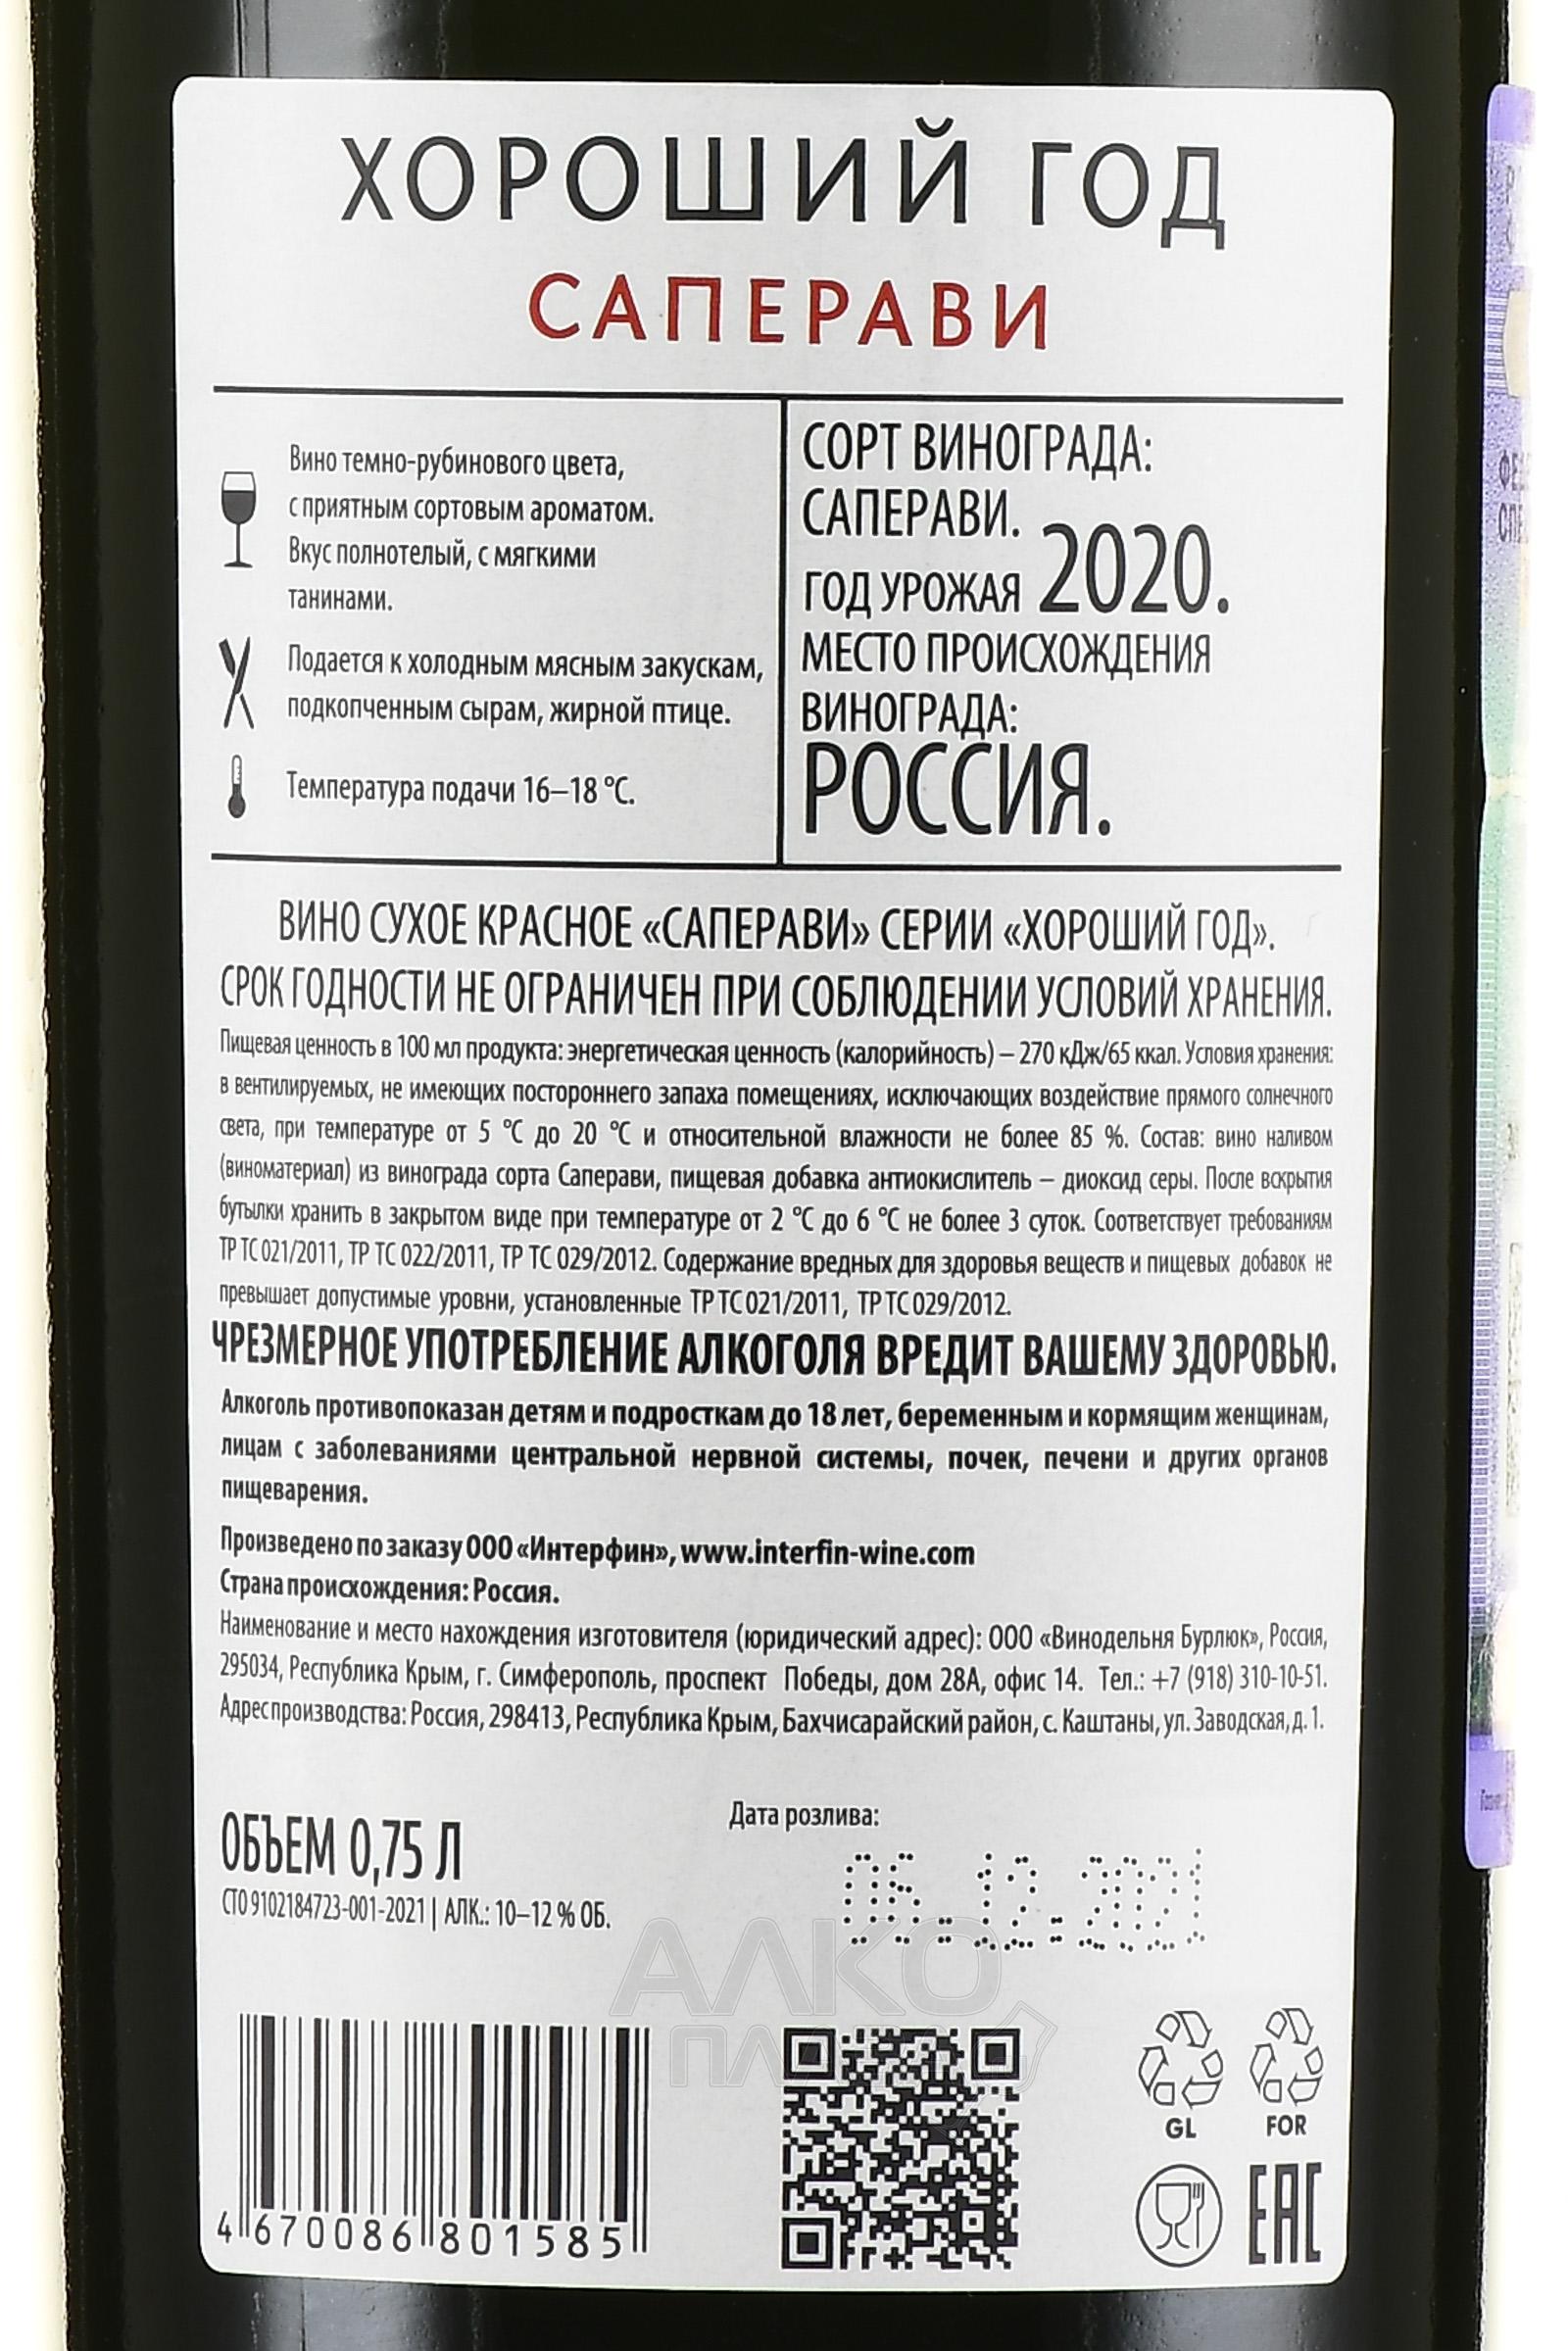 ХОРОШИЙ ГОД
САПЕРАВИ
Вино темно-рубинового цвета,
с приятным сортовым ароматом.
Вкус полнотелый, с мягкими
танинами.
Подается к холодным мясным закускам,
подкопченным сырам, жирной птице.
Температура подачи 16–18 °С.
СОРТ ВИНОГРАДА:
САПЕРАВИ.
ГОД УРОЖАЯ 2020.
МЕСТО ПРОИСХОЖДЕНИЯ
ВИНОГРАДА:
РОССИЯ.
ВИНО СУХОЕ КРАСНОЕ «САПЕРАВИ» СЕРИИ «ХОРОШИЙ ГОД».
СРОК ГОДНОСТИ НЕ ОГРАНИЧЕН ПРИ СОБЛЮДЕНИИ УСЛОВИЙ ХРАНЕНИЯ.
Пищевая ценность в 100 мл продукта: энергетическая ценность (калорийность) – 270 кДж/65 ккал. Условия хранения:
в вентилируемых, не имеющих постороннего запаха помещениях, исключающих воздействие прямого солнечного
света, при температуре от 5 °С до 20 °С и относительной влажности не более 85 %. Состав: вино наливом
(виноматериал) из винограда сорта Саперави, пищевая добавка антиокислитель – диоксид серы. После вскрытия
бутылки хранить в закрытом виде при температуре от 2 °С до 6 °С не более 3 суток. Соответствует требованиям
ТР ТС 021/2011, ТР ТС 022/2011, ТР ТС 029/2012. Содержание вредных для здоровья веществ и пищевых добавок не
превышает допустимые уровни, установленные ТР ТС 021/2011, ТР ТС 029/2012.
ЧРЕЗМЕРНОЕ УПОТРЕБЛЕНИЕ АЛКОГОЛЯ ВРЕДИТ ВАШЕМУ ЗДОРОВЬЮ.
Алкоголь противопоказан детям и подросткам до 18 лет, беременным и кормящим женщинам,
лицам с заболеваниями центральной нервной системы, почек, печени и других органов
пищеварения.
Произведено по заказу ООО «Интерфин», www.interfin-wine.com
Страна происхождения: Россия.
Наименование и место нахождения изготовителя (юридический адрес): ООО «Винодельня Бурлюк», Россия,
295034, Республика Крым, г. Симферополь, проспект Победы, дом 28А, офис 14. Тел.: +7 (918) 310-10-51.
Адрес производства: Россия, 298413, Республика Крым, Бахчисарайский район, с. Каштаны, ул. Заводская, д. 1.
Дата розлива:
ОБЪЕМ 0,75 Л
СТО 9102184723-001-2021 | АЛК.: 10–12 % ОБ.
06-12-2021
АЛКО
ПЛАЗА
GL FOR
EAC
4 670086 801585